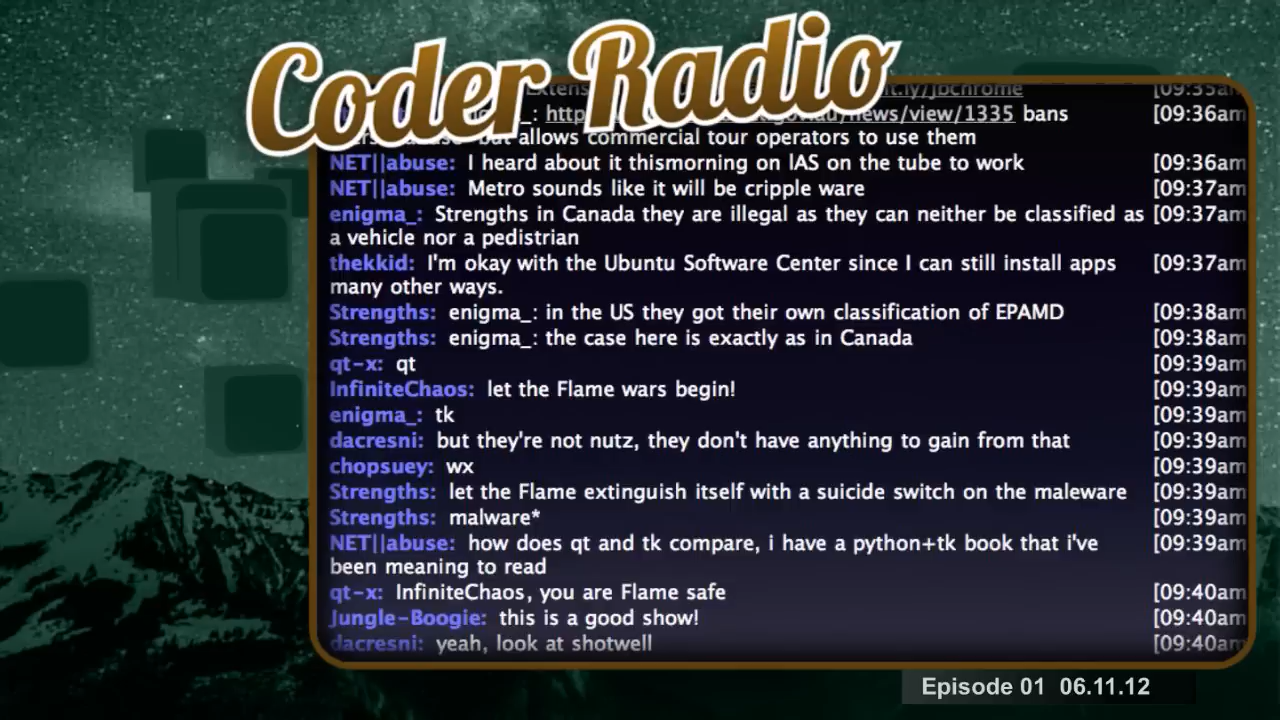 Coder Radio
Extens it.ly/jbchrome [09:35am
_: http gov.au/news/view/1335 bans [09:36am
but allows commercial tour operators to use them
NET||abuse: I heard about it thismorning on IAS on the tube to work [09:36am
NET||abuse: Metro sounds like it will be cripple ware [09:37am
enigma_: Strengths in Canada they are illegal as they can neither be classified as [09:37am
a vehicle nor a pedistrian
thekkid: I'm okay with the Ubuntu Software Center since I can still install apps [09:37am
many other ways.
Strengths: enigma_: in the US they got their own classification of EPAMD [09:38am
Strengths: enigma_: the case here is exactly as in Canada [09:38am
qt-x: qt [09:39am
InfiniteChaos: let the Flame wars begin! [09:39am
enigma_: tk [09:39am
dacresni: but they're not nutz, they don't have anything to gain from that [09:39am
chopsuey: wx [09:39am
Strengths: let the Flame extinguish itself with a suicide switch on the maleware [09:39am
Strengths: malware* [09:39am
NET||abuse: how does qt and tk compare, i have a python+tk book that i've [09:39am
been meaning to read
qt-x: InfiniteChaos, you are Flame safe [09:40am
Jungle-Boogie: this is a good show! [09:40am
dacresni: yeah, look at shotwell [09:40am
Episode 01 06.11.12